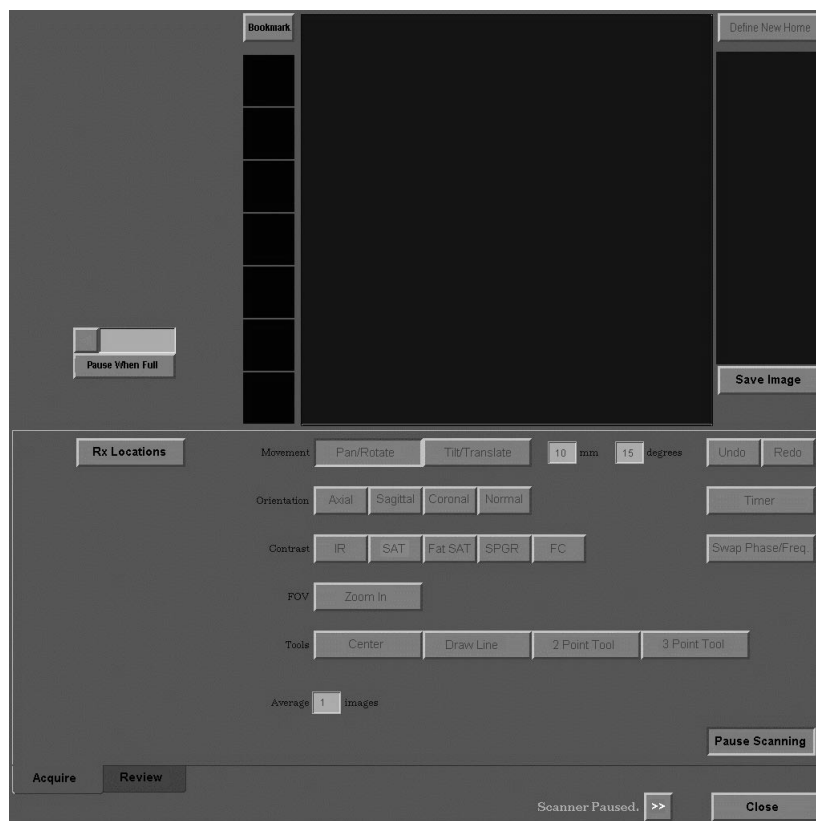 Bookmark
Define New Home
Pause When Full
Save Image
Rx Locations
Movement Pan/Rotate Tilt/Translate 10 mm 15 degrees Undo Redo
Orientation Axial Sagittal Coronal Normal Timer
Contrast IR SAT Fat SAT SPGR FC Swap Phase/Freq.
FOV Zoom In
Tools Center Draw Line 2 Point Tool 3 Point Tool
Average 1 images
Pause Scanning
Acquire Review
Scanner Paused. >> Close